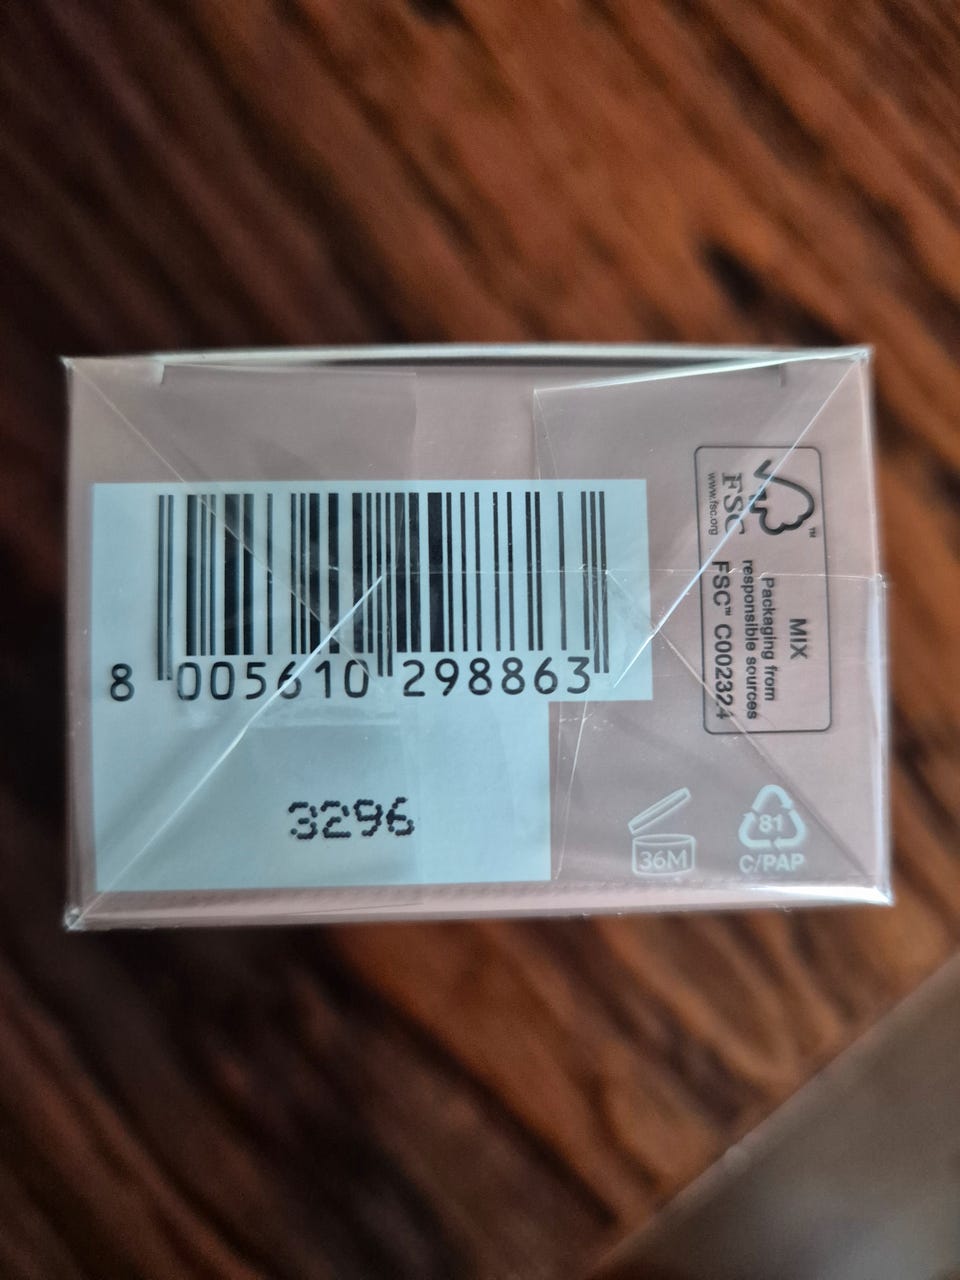 8 005610 298863
3296
FSC
www.fsc.org
MIX
Packaging from
responsible sources
FSC™ C002324
36M
81
C/PAP